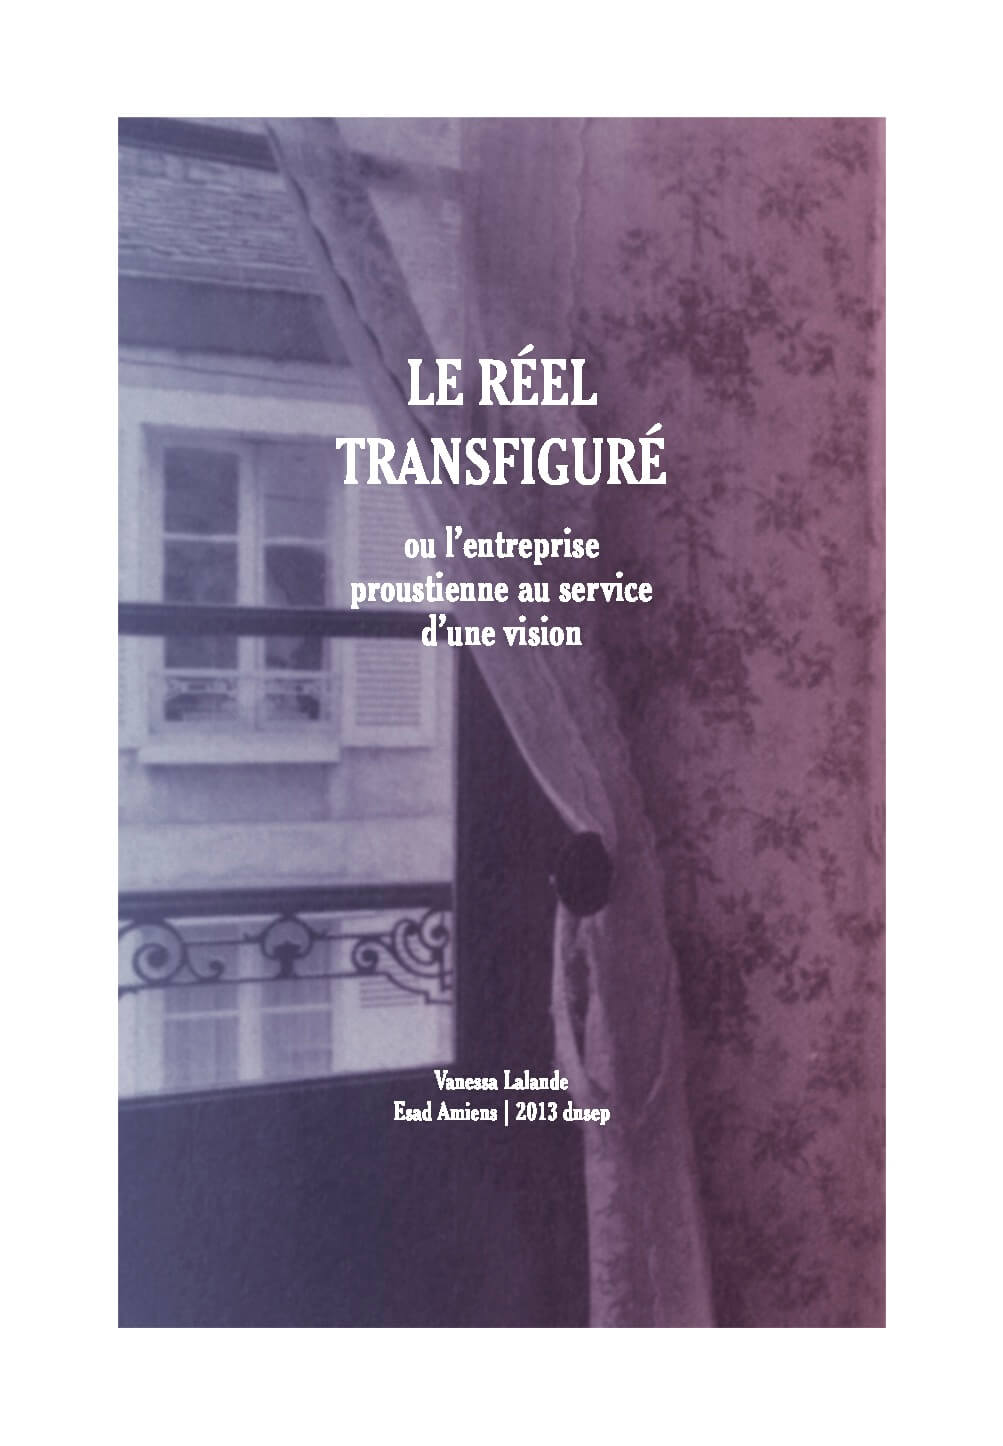 LE RÉEL
TRANSFIGURÉ
ou l’entreprise
proustienne au service
d’une vision
Vanessa Lalande
Esad Amiens | 2013 dnsep